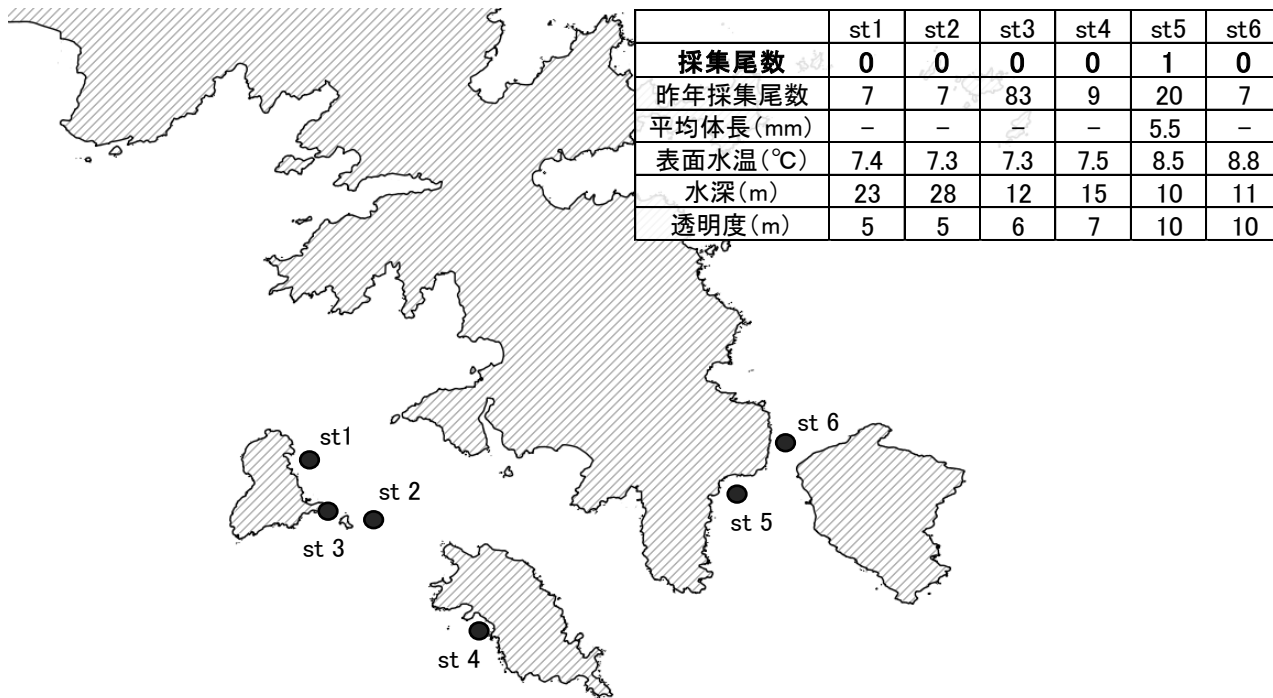 st1 st2 st3 st4 st5 st6
採集尾数 0 0 0 0 1 0
昨年採集尾数 7 7 83 9 20 7
平均体長(mm) − − − − 5.5 −
表面水温(℃) 7.4 7.3 7.3 7.5 8.5 8.8
水深(m) 23 28 12 15 10 11
透明度(m) 5 5 6 7 10 10
st 6
st1
st 2
st 5
st 3
st 4